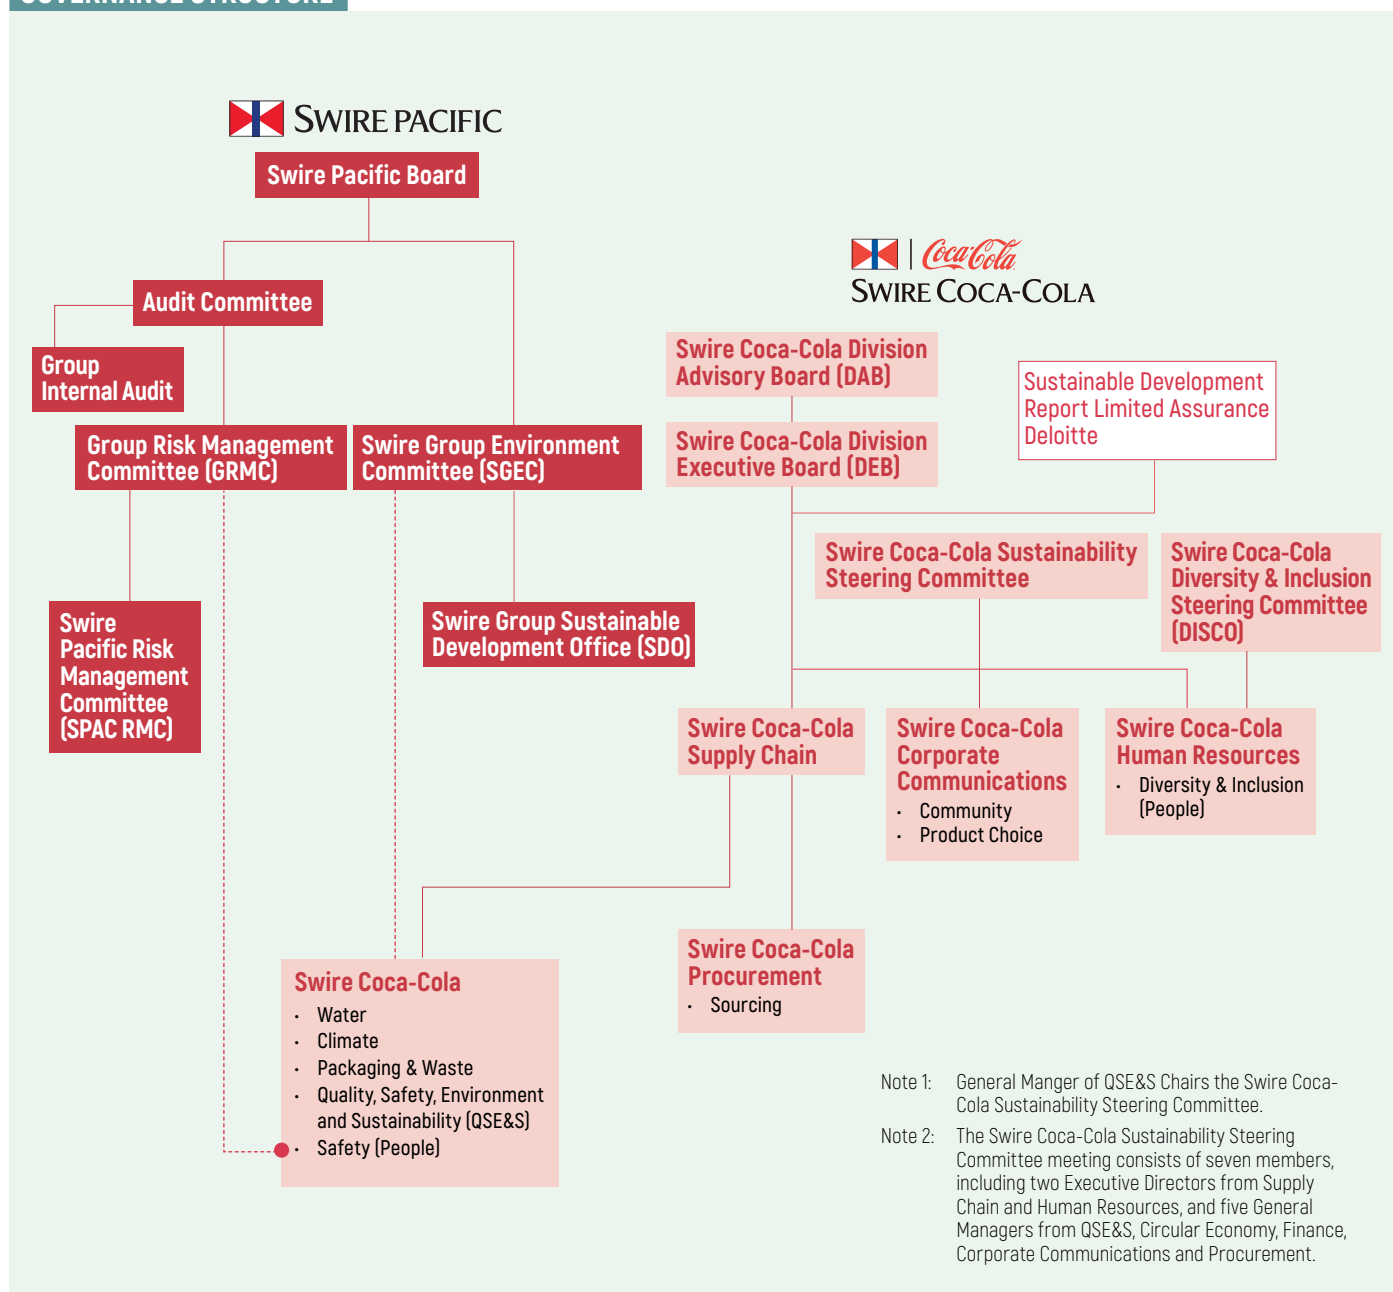 GOVERNANCE STRUCTURE
SWIRE PACIFIC
Swire Pacific Board
Audit Committee
Group
Internal Audit
Group Risk Management
Committee (GRMC)
Swire Group Environment
Committee (SGEC)
Swire
Pacific Risk
Management
Committee
(SPAC RMC)
Swire Group Sustainable
Development Office (SDO)
Coca-Cola
SWIRE COCA-COLA
Swire Coca-Cola Division
Advisory Board (DAB)
Swire Coca-Cola Division
Executive Board (DEB)
Sustainable Development
Report Limited Assurance
Deloitte
Swire Coca-Cola Sustainability
Steering Committee
Swire Coca-Cola
Diversity & Inclusion
Steering Committee
(DISCO)
Swire Coca-Cola
Supply Chain
Swire Coca-Cola
Corporate
Communications
• Community
• Product Choice
Swire Coca-Cola
Human Resources
• Diversity & Inclusion
(People)
Swire Coca-Cola
Procurement
• Sourcing
Swire Coca-Cola
• Water
• Climate
• Packaging & Waste
• Quality, Safety, Environment
and Sustainability (QSE&S)
• Safety (People)
Note 1: General Manger of QSE&S Chairs the Swire Coca-
Cola Sustainability Steering Committee.
Note 2: The Swire Coca-Cola Sustainability Steering
Committee meeting consists of seven members,
including two Executive Directors from Supply
Chain and Human Resources, and five General
Managers from QSE&S, Circular Economy, Finance,
Corporate Communications and Procurement.